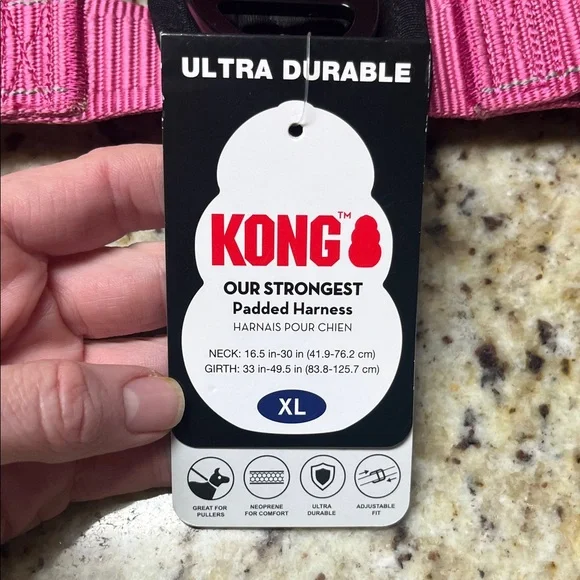 ULTRA DURABLE
KONG™
OUR STRONGEST
Padded Harness
HARNAIS POUR CHIEN
NECK: 16.5 in-30 in (41.9-76.2 cm)
GIRTH: 33 in-49.5 in (83.8-125.7 cm)
XL
GREAT FOR PULLERS
NEOPRENE FOR COMFORT
ULTRA DURABLE
ADJUSTABLE FIT